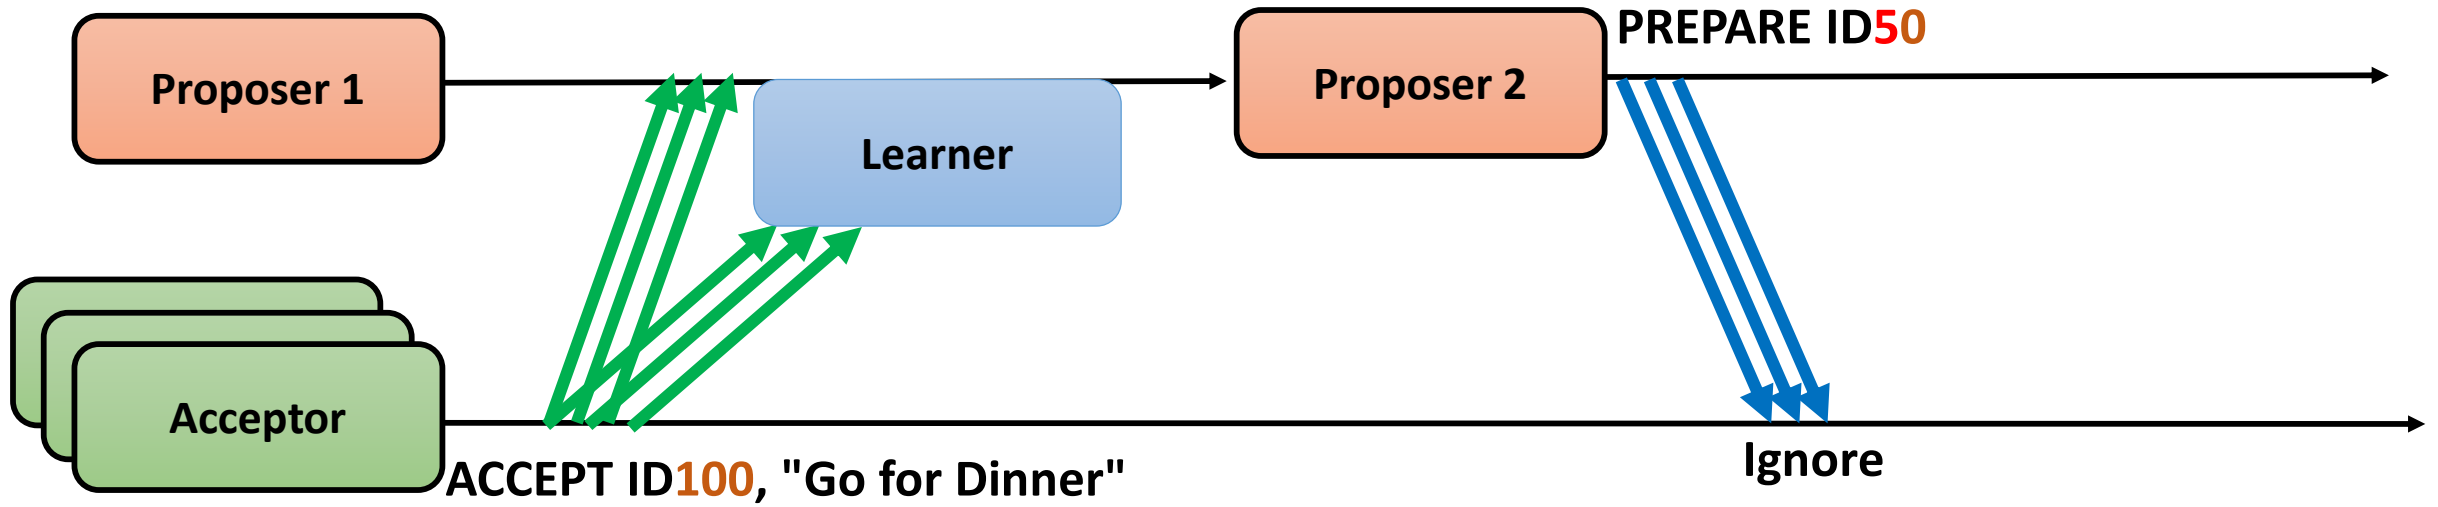 PREPARE ID50
Proposer 1
Proposer 2
Learner
Acceptor
ACCEPT ID100, "Go for Dinner"
Ignore